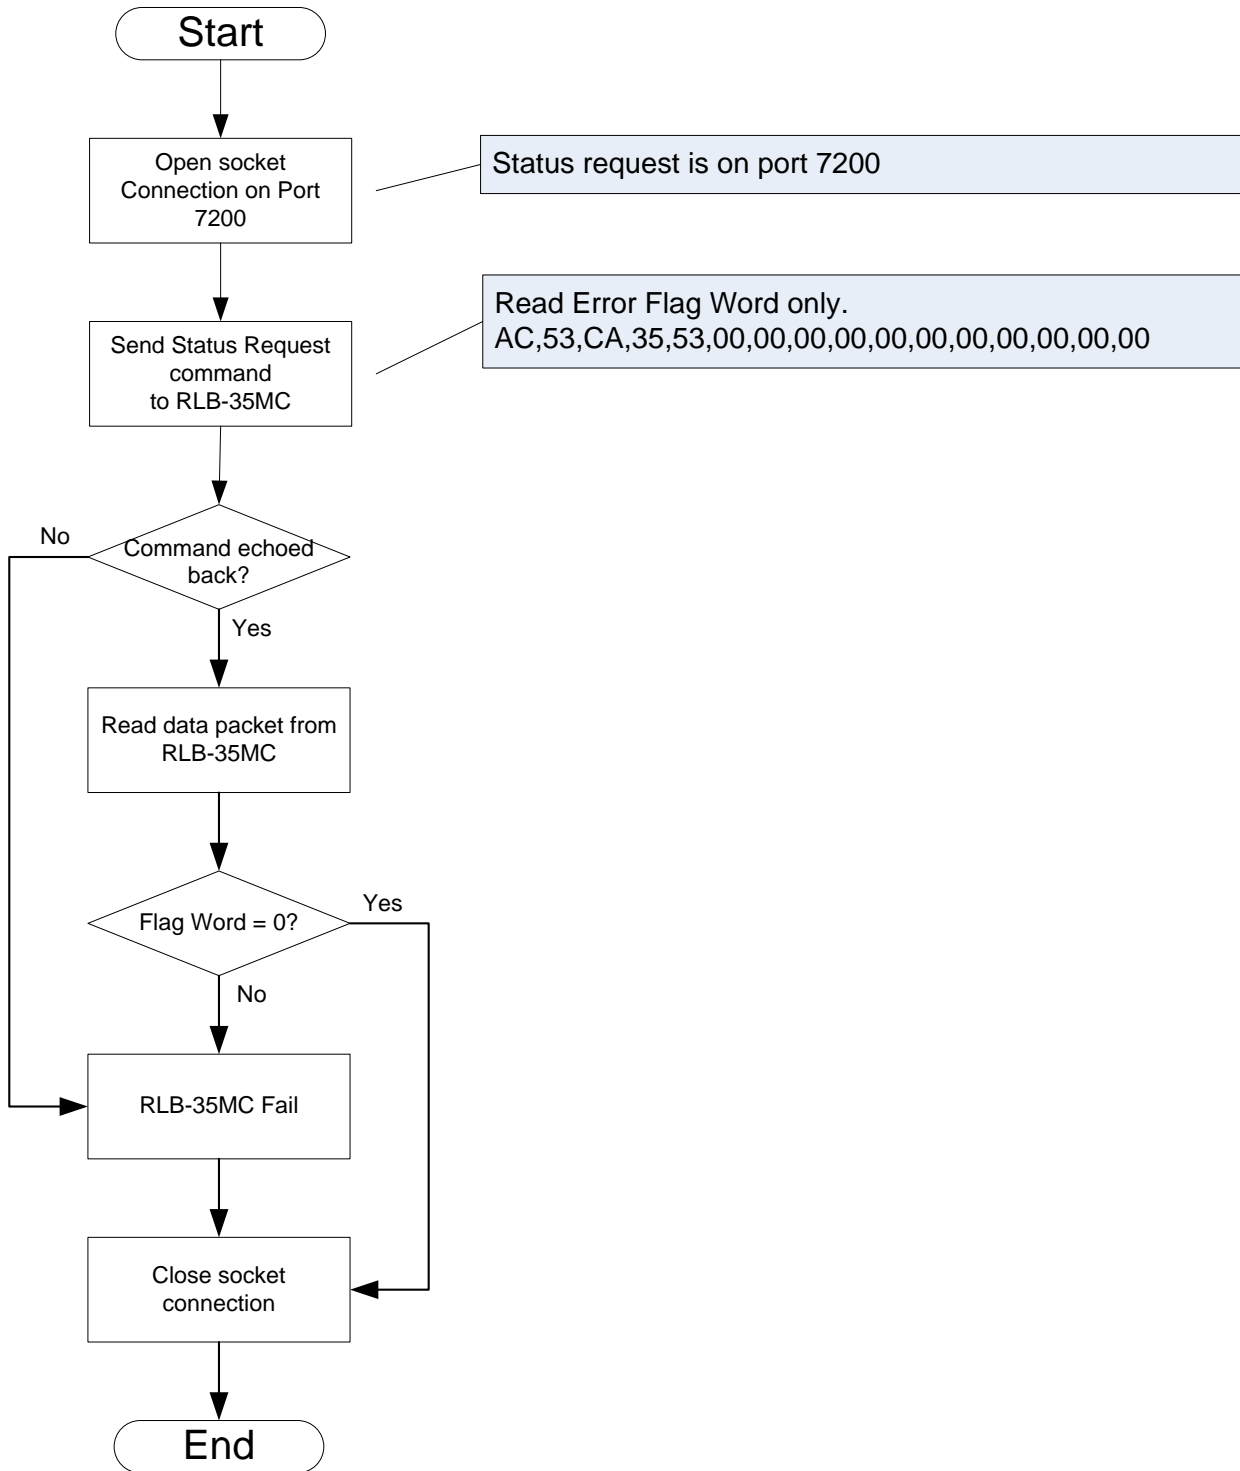 Start
Open socket
Connection on Port
7200
Status request is on port 7200
Send Status Request
command
to RLB-35MC
Read Error Flag Word only.
AC,53,CA,35,53,00,00,00,00,00,00,00,00,00,00,00
Command echoed
back?
No
Yes
Read data packet from
RLB-35MC
Flag Word = 0?
Yes
No
RLB-35MC Fail
Close socket
connection
End